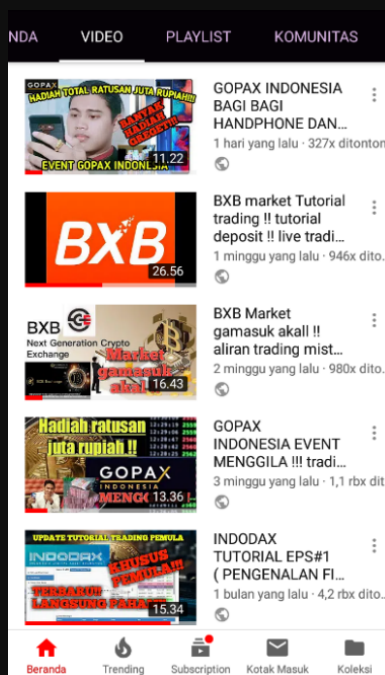 NDA VIDEO PLAYLIST KOMUNITAS
GOPAX
HADIAH TOTAL RATUSAN JUTA RUPIAH!!!
BANYAK
HADIAH
GREGET!!
EVENT GOPAX INDONESIA
11.22
GOPAX INDONESIA
BAGI BAGI
HANDPHONE DAN...
1 hari yang lalu · 327x ditonton
BXB
26.56
BXB market Tutorial
trading !! tutorial
deposit !! live tradi...
1 minggu yang lalu · 946x dito..
BXB
Next Generation Crypto
Exchange
Market
gamasuk
akal
16.43
BXB Market
gamasuk akall !!
aliran trading mist...
2 minggu yang lalu · 980x dito..
Hadiah ratusan
juta rupiah !!
GOPAX
INDONESIA
MENG
13.36
GOPAX
INDONESIA EVENT
MENGGILA !!! tradi...
3 minggu yang lalu · 1,1 rbx dit
UPDATE TUTORIAL TRADING PEMULA
INDODAX
KHUSUS
PEMULA!!!
TERBARU!!
LANGSUNG
15.34
INDODAX
TUTORIAL EPS#1
( PENGENALAN FI...
1 bulan yang lalu · 4,2 rbx dito..
Beranda Trending Subscription Kotak Masuk Koleksi